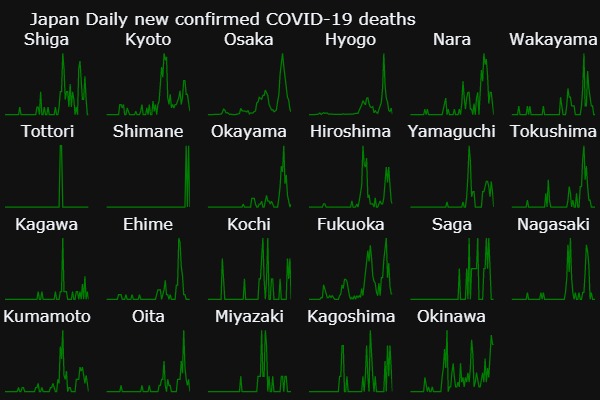 Japan Daily new confirmed COVID-19 deaths
Shiga Kyoto Osaka Hyogo Nara Wakayama
Tottori Shimane Okayama Hiroshima Yamaguchi Tokushima
Kagawa Ehime Kochi Fukuoka Saga Nagasaki
Kumamoto Oita Miyazaki Kagoshima Okinawa